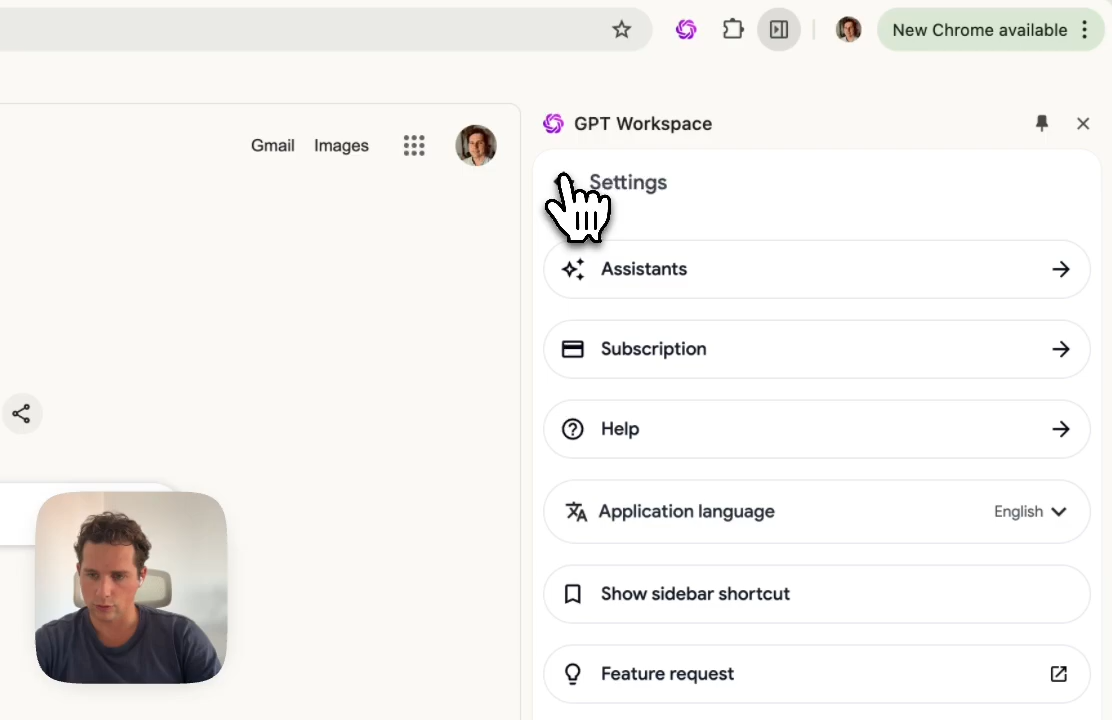 New Chrome available
Gmail Images
GPT Workspace
Settings
Assistants
Subscription
Help
Application language English
Show sidebar shortcut
Feature request